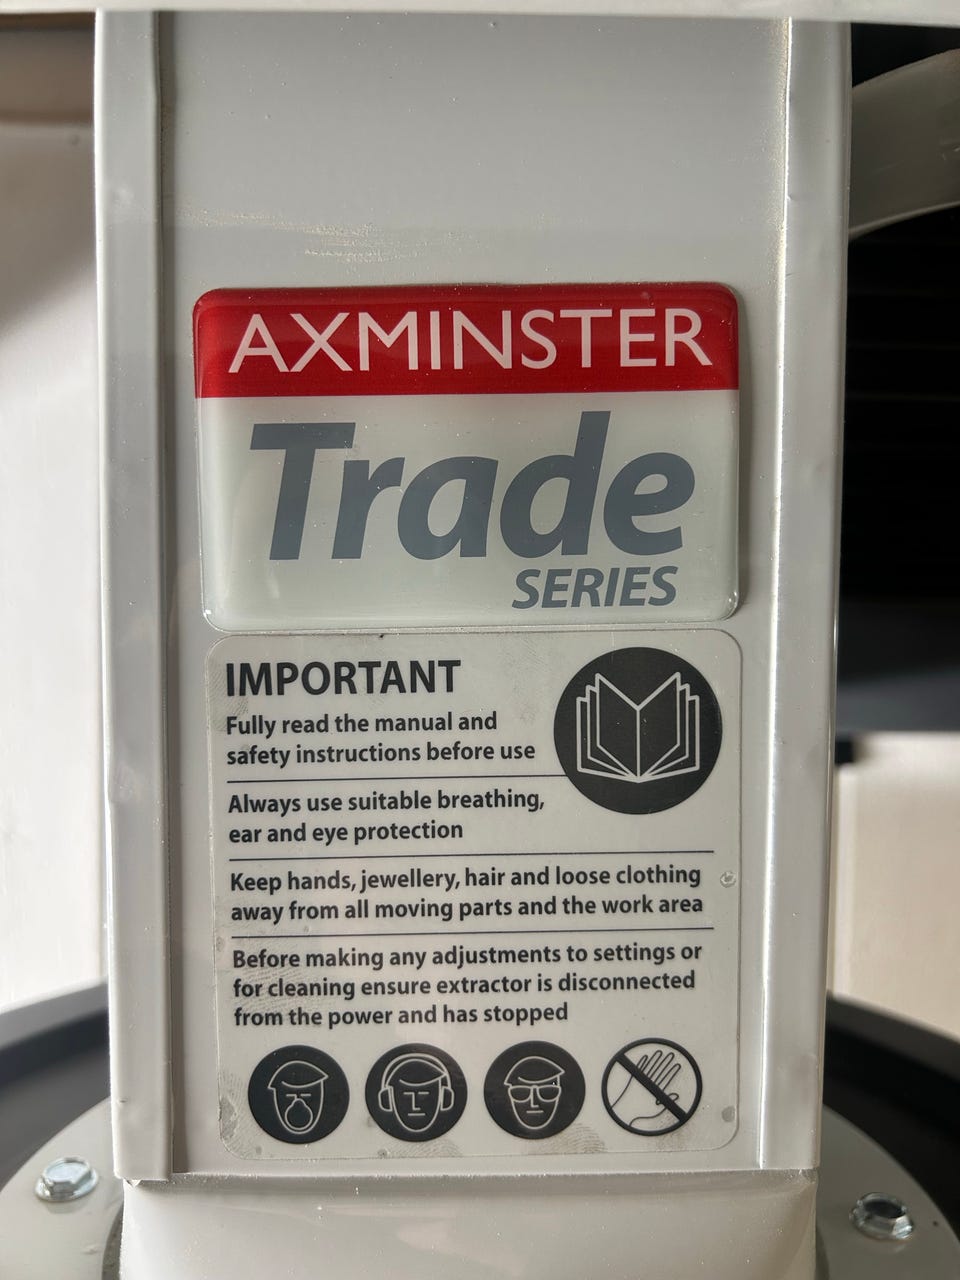 AXMINSTER
Trade
SERIES
IMPORTANT
Fully read the manual and
safety instructions before use
Always use suitable breathing,
ear and eye protection
Keep hands, jewellery, hair and loose clothing
away from all moving parts and the work area
Before making any adjustments to settings or
for cleaning ensure extractor is disconnected
from the power and has stopped